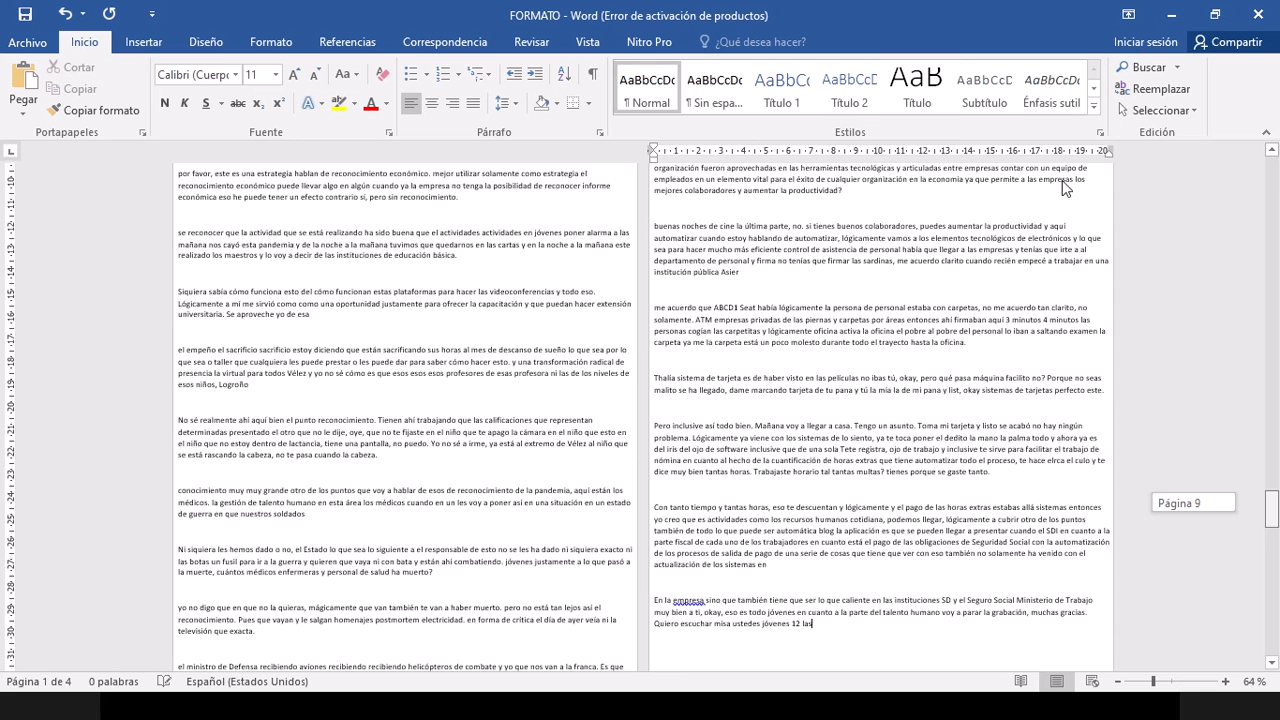 FORMATO - Word (Error de activación de productos)
Archivo Inicio Insertar Diseño Formato Referencias Correspondencia Revisar Vista Nitro Pro ¿Qué desea hacer? Iniciar sesión Compartir
Pegar
Cortar
Copiar
Copiar formato
Portapapeles
Calibri (Cuerpo 11 Aa
N K S abc x₂ x² A A
Fuente
Párrafo
AaBbCcDc AaBbCcDc AaBbCcD AaBbCcD AaB AaBbCcD AaBbCcDc
¶ Normal ¶ Sin espa... Título 1 Título 2 Título Subtítulo Énfasis sutil
Estilos
Buscar
Reemplazar
Seleccionar
Edición
1 2 3 4 5 6 7 8 9 10 11 12 13 14 15 16 17 18 19 20
por favor, este es una estrategia hablan de reconocimiento económico. mejor utilizar solamente como estrategia el
reconocimiento económico puede llevar algo en algún cuando ya la empresa no tenga la posibilidad de reconocer informe
económica eso he puede tener un efecto contrario sí, pero sin reconocimiento.
se reconocer que la actividad que se está realizando ha sido buena que el actividades actividades en jóvenes poner alarma a las
mañana nos cayó esta pandemia y de la noche a la mañana tuvimos que quedarnos en las cartas y en la noche a la mañana este
realizado los maestros y lo voy a decir de las instituciones de educación básica.
Siquiera sabía cómo funciona esto del cómo funcionan estas plataformas para hacer las videoconferencias y todo eso.
Lógicamente a mí me sirvió como como una oportunidad justamente para ofrecer la capacitación y que puedan hacer extensión
universitaria. Se aproveche yo de esa
el empeño el sacrificio sacrificio estoy diciendo que están sacrificando sus horas al mes de descanso de sueño lo que sea por lo
que sea o taller que cualquiera les puede prestar o les puede dar para saber cómo hacer esto. y una transformación radical de
presencia la virtual para todos Vélez y yo no sé cómo es que esos esos esos profesores de esas profesora ni las de los niveles de
esos niños, Logroño
No sé realmente ahí aquí bien el punto reconocimiento. Tienen ahí trabajando que las calificaciones que representan
determinadas presentado el otro que no le dije, oye, que no te fijaste en el niño que te apago la cámara en el niño que esto en
el niño que no estoy dentro de lactancia, tiene una pantalla, no puedo. Yo no sé a irme, ya está al extremo de Vélez al niño que
se está rascando la cabeza, no te pasa cuando la cabeza.
conocimiento muy muy grande otro de los puntos que voy a hablar de esos de reconocimiento de la pandemia, aquí están los
médicos. la gestión de talento humano en esta área los médicos cuando en un les voy a poner así en una situación en un estado
de guerra en que nuestros soldados
Ni siquiera les hemos dado o no, el Estado lo que sea lo siguiente a el responsable de esto no se les ha dado ni siquiera exacto ni
las botas un fusil para ir a la guerra y quieren que vayan ni con bata y están ahí combatiendo. jóvenes justamente a lo que pasó a
la muerte, cuántos médicos enfermeras y personal de salud ha muerto?
yo no digo que en que no la quieras, mágicamente que van también te van a haber muerto. pero no está tan lejos así el
reconocimiento. Pues que vayan y le salgan homenajes postmortem electricidad. en forma de crítica el día de ayer veía ni la
televisión que exacta.
el ministro de Defensa recibiendo aviones recibiendo recibiendo helicópteros de combate y yo que nos van a la franca. Es que
organización fueron aprovechadas en las herramientas tecnológicas y articuladas entre empresas contar con un equipo de
empleados en un elemento vital para el éxito de cualquier organización en la economía ya que permite a las empresas los
mejores colaboradores y aumentar la productividad?
buenas noches de cine la última parte, no. si tienes buenos colaboradores, puedes aumentar la productividad y aquí
automatizar cuando estoy hablando de automatizar, lógicamente vamos a los elementos tecnológicos de electrónicos y lo que
sea para hacer mucho más eficiente control de asistencia de personal había que llegar a las empresas y tenías que irte a al
departamento de personal y firma no tenías que firmar las sardinas, me acuerdo clarito cuando recién empecé a trabajar en una
institución pública Asier
me acuerdo que ABCD1 Seat había lógicamente la persona de personal estaba con carpetas, no me acuerdo tan clarito, no
solamente. ATM empresas privadas de las piernas y carpetas por áreas entonces ahí firmaban aquí 3 minutos 4 minutos las
personas cogían las carpetitas y lógicamente oficina activa la oficina el pobre al pobre del personal lo iban a saltando examen la
carpeta ya me la carpeta está un poco molesto durante todo el trayecto hasta la oficina.
Thalía sistema de tarjeta es de haber visto en las películas no ibas tú, okay, pero qué pasa máquina facilito no? Porque no seas
malito se ha llegado, dame marcando tarjeta de tu pana y tú la mía la de mi pana y list, okay sistemas de tarjetas perfecto este.
Pero inclusive así todo bien. Mañana voy a llegar a casa. Tengo un asunto. Toma mi tarjeta y listo se acabó no hay ningún
problema. Lógicamente ya viene con los sistemas de lo siento, ya te toca poner el dedito la mano la palma todo y ahora ya es
del iris del ojo de software inclusive que de una sola Tete registra, ojo de trabajo y inclusive te sirve para facilitar el trabajo de
nómina en cuanto al hecho de la cuantificación de horas extras que tiene automatizar todo el proceso, te hace elrca el culo y te
dice muy bien tantas horas. Trabajaste horario tal tantas multas? tienes porque se gaste tanto.
Con tanto tiempo y tantas horas, eso te descuentan y lógicamente y el pago de las horas extras estabas allá sistemas entonces
yo creo que es actividades como los recursos humanos cotidiana, podemos llegar, lógicamente a cubrir otro de los puntos
también de todo lo que puede ser automática blog la aplicación es que se pueden llegar a presentar cuando el SDI en cuanto a la
parte fiscal de cada uno de los trabajadores en cuanto está el pago de las obligaciones de Seguridad Social con la automatización
de los procesos de salida de pago de una serie de cosas que tiene que ver con eso también no solamente ha venido con el
actualización de los sistemas en
En la empresa sino que también tiene que ser lo que caliente en las instituciones SD y el Seguro Social Ministerio de Trabajo
muy bien a ti, okay, eso es todo jóvenes en cuanto a la parte del talento humano voy a parar la grabación, muchas gracias.
Quiero escuchar misa ustedes jóvenes 12 las
Página 9
Página 1 de 4 0 palabras Español (Estados Unidos) 64 %